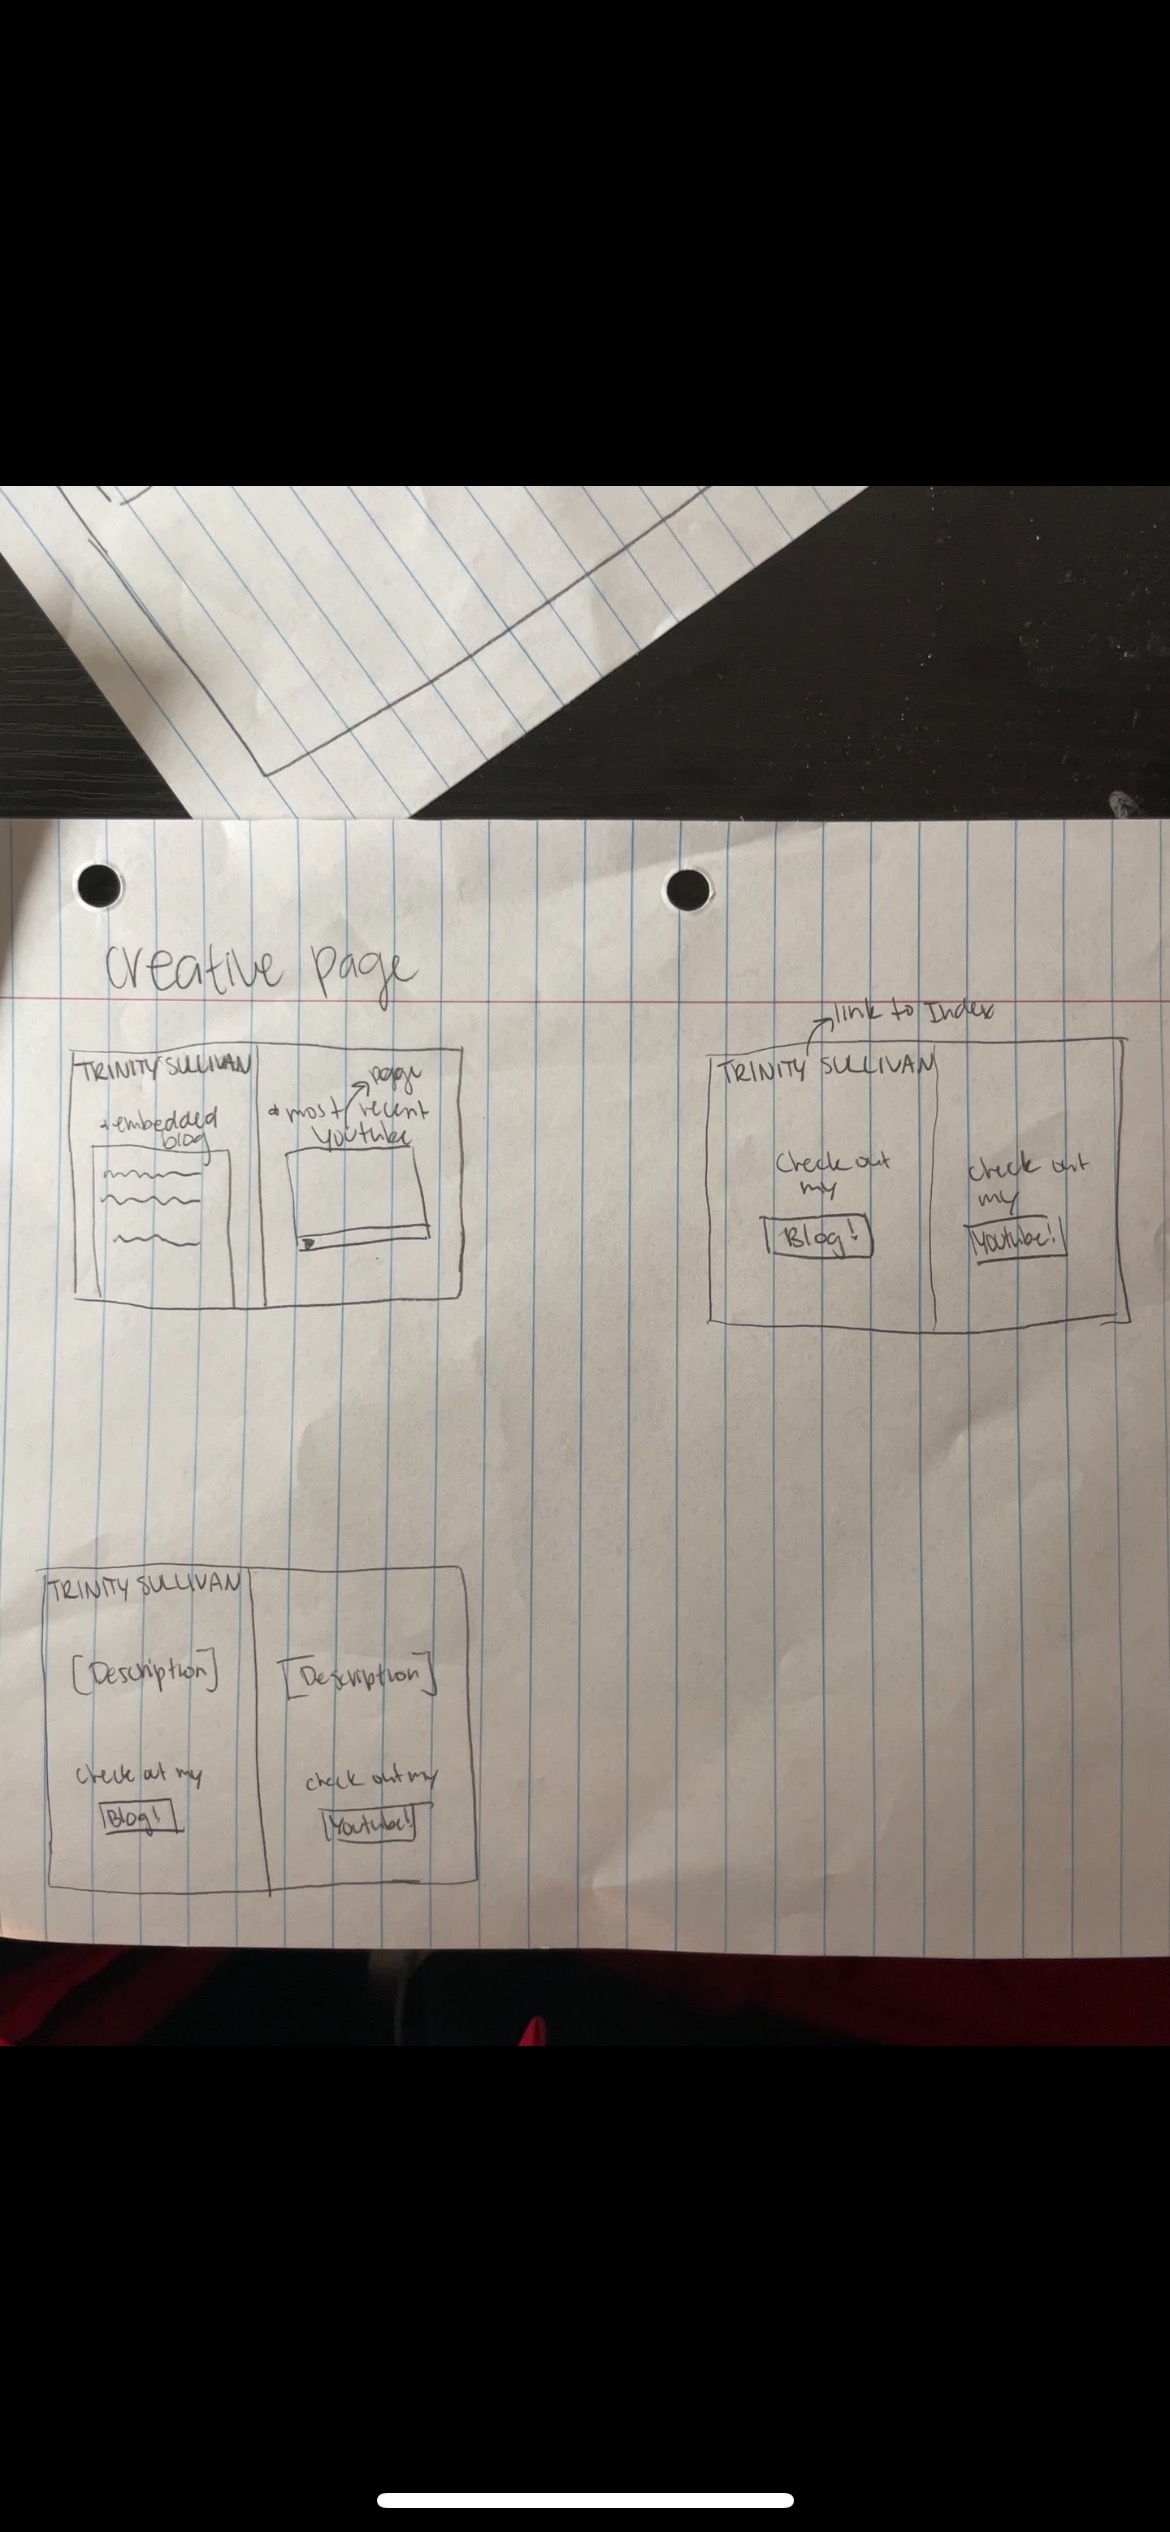 Creative page
TRINITY SULLIVAN
*embedded
blog
page
*most recent
Youtube
link to Index
TRINITY SULLIVAN
Check out
my
Blog!
check out
my
Youtube!
TRINITY SULLIVAN
[Description]
check out my
Blog!
[Description]
check out my
Youtube!